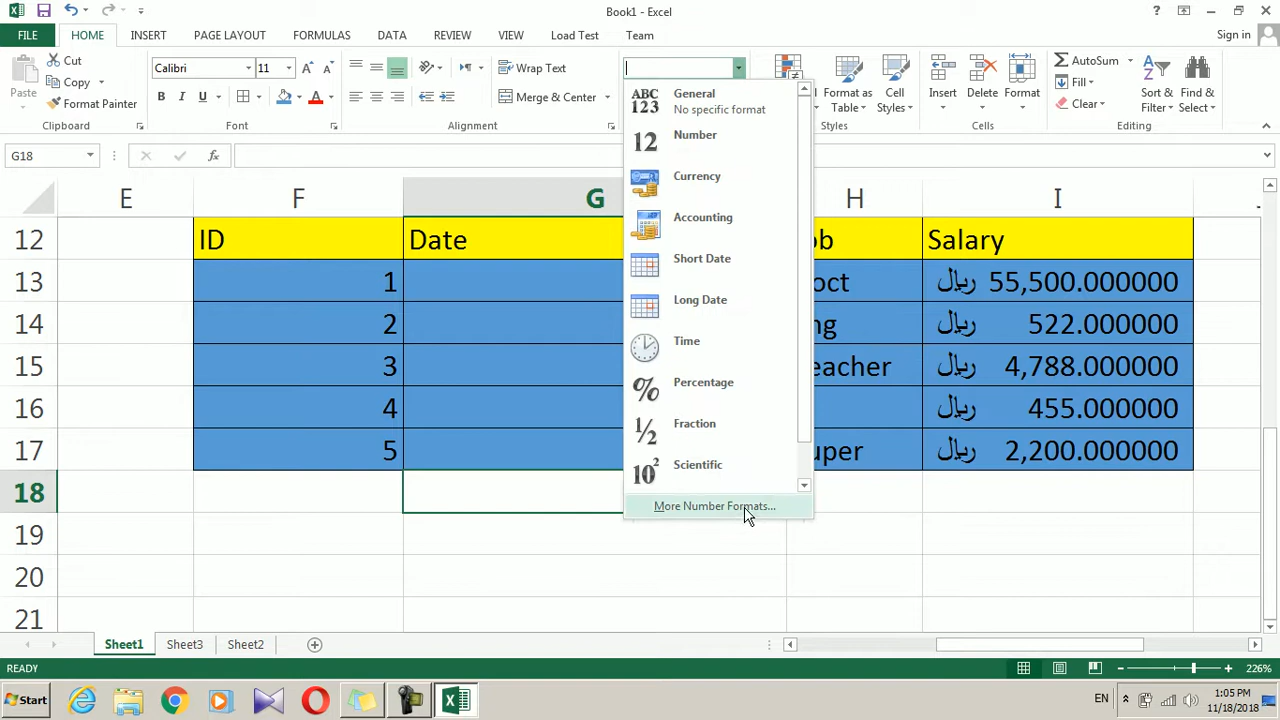 Book1 - Excel
FILE HOME INSERT PAGE LAYOUT FORMULAS DATA REVIEW VIEW Load Test Team Sign in
Cut
Copy
Format Painter
Paste
Clipboard
Calibri 11
B I U
Font
Wrap Text
Merge & Center
Alignment
Format as Table
Cell Styles
Styles
Insert Delete Format
Cells
AutoSum
Fill
Clear
Sort & Filter
Find & Select
Editing
G18
fx
ABC 123 General
No specific format
12 Number
Currency
Accounting
Short Date
Long Date
Time
% Percentage
½ Fraction
10² Scientific
More Number Formats...
E F G H I
12 ID Date ob Salary
13 1 oct ريال 55,500.000000
14 2 ng ريال 522.000000
15 3 eacher ريال 4,788.000000
16 4 ريال 455.000000
17 5 uper ريال 2,200.000000
18
19
20
21
Sheet1 Sheet3 Sheet2
READY 226%
Start EN 1:05 PM
11/18/2018